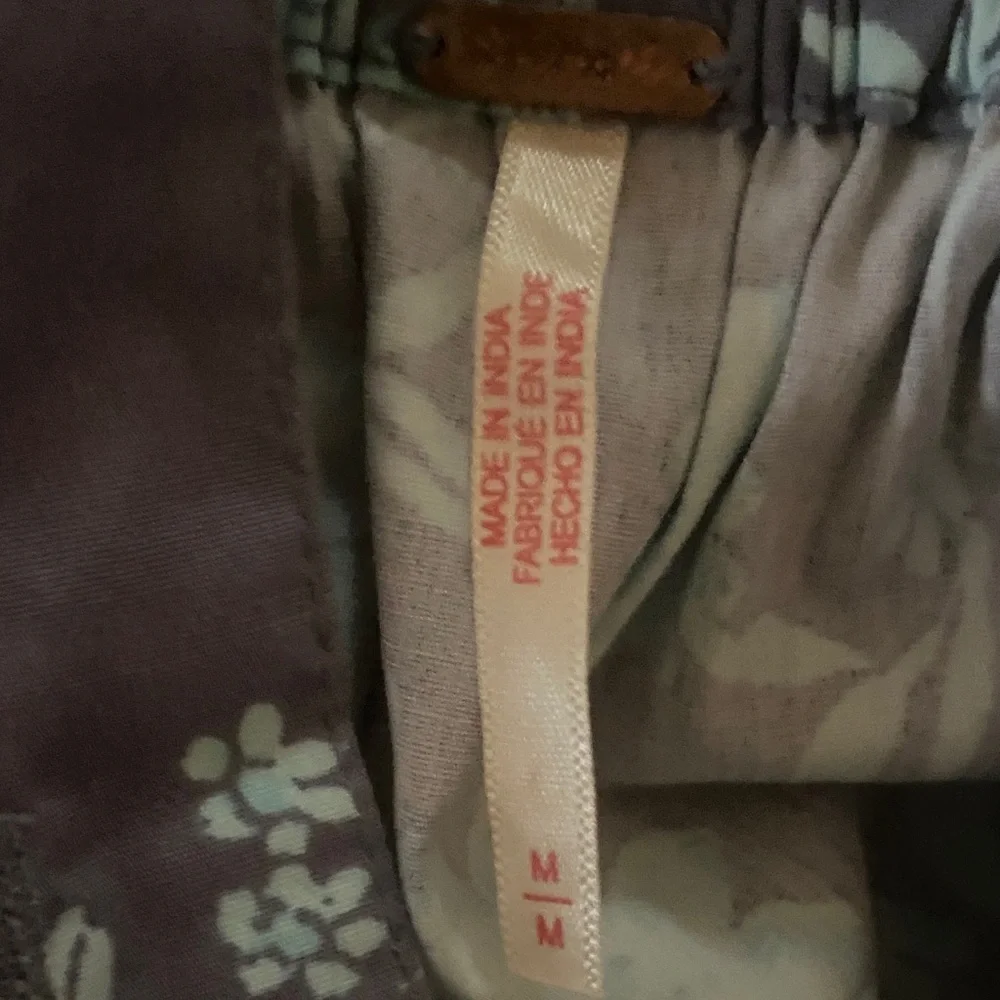 MADE IN INDIA
FABRIQUÉ EN INDE
HECHO EN INDIA
M | M